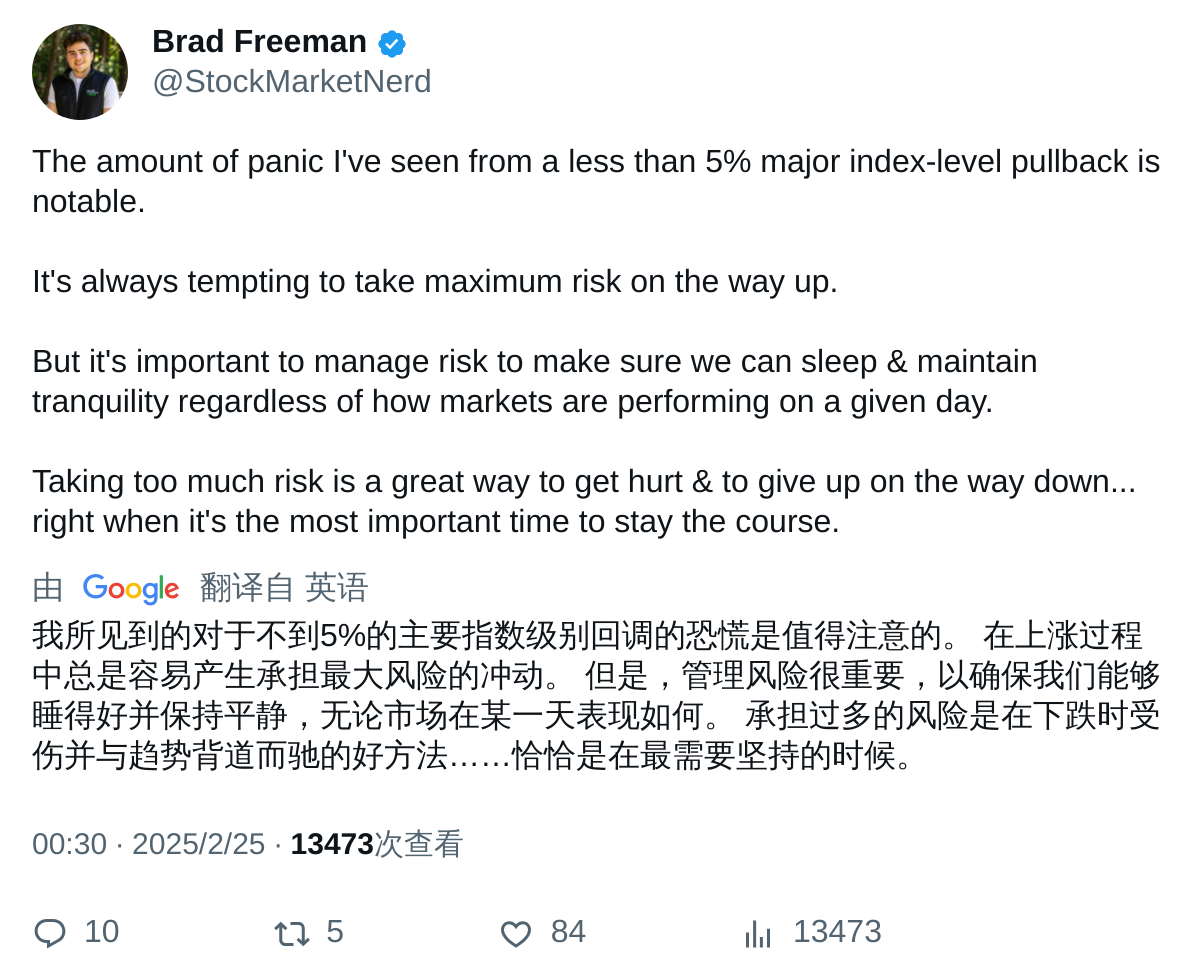 Brad Freeman
@StockMarketNerd
The amount of panic I've seen from a less than 5% major index-level pullback is
notable.
It's always tempting to take maximum risk on the way up.
But it's important to manage risk to make sure we can sleep & maintain
tranquility regardless of how markets are performing on a given day.
Taking too much risk is a great way to get hurt & to give up on the way down...
right when it's the most important time to stay the course.
由 Google 翻译自 英语
我所见到的对于不到5%的主要指数级别回调的恐慌是值得注意的。 在上涨过程
中总是容易产生承担最大风险的冲动。 但是，管理风险很重要，以确保我们能够
睡得好并保持平静，无论市场在某一天表现如何。 承担过多的风险是在下跌时受
伤并与趋势背道而驰的好方法……恰恰是在最需要坚持的时候。
00:30 · 2025/2/25 · 13473次查看
10 5 84 13473